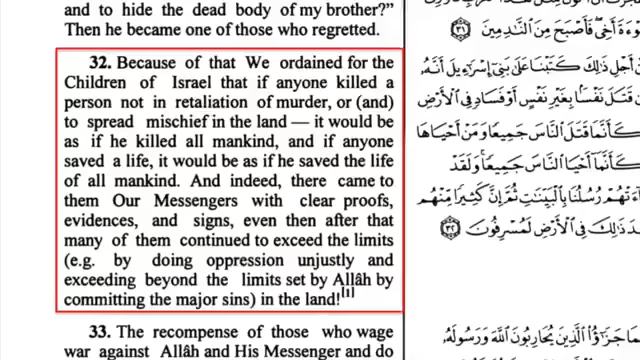 and to hide the dead body of my brother?"
Then he became one of those who regretted.
32. Because of that We ordained for the
Children of Israel that if anyone killed a
person not in retaliation of murder, or (and)
to spread mischief in the land — it would be
as if he killed all mankind, and if anyone
saved a life, it would be as if he saved the life
of all mankind. And indeed, there came to
them Our Messengers with clear proofs,
evidences, and signs, even then after that
many of them continued to exceed the limits
(e.g. by doing oppression unjustly and
exceeding beyond the limits set by Allâh by
committing the major sins) in the land![1]
33. The recompense of those who wage
war against Allâh and His Messenger and do
وْءَةَ أَخِي فَأَصْبَحَ مِنَ ٱلنَّٰدِمِينَ ٣١
نْ أَجْلِ ذَٰلِكَ كَتَبْنَا عَلَىٰ بَنِيٓ إِسْرَٰٓءِيلَ أَنَّهُۥ
ن قَتَلَ نَفْسًۢا بِغَيْرِ نَفْسٍ أَوْ فَسَادٍ فِي ٱلْأَرْضِ
كَأَنَّمَا قَتَلَ ٱلنَّاسَ جَمِيعًا وَمَنْ أَحْيَاهَا
كَأَنَّمَآ أَحْيَا ٱلنَّاسَ جَمِيعًا وَلَقَدْ
آءَتْهُمْ رُسُلُنَا بِٱلْبَيِّنَٰتِ ثُمَّ إِنَّ كَثِيرًا مِّنْهُم
دَ ذَٰلِكَ فِي ٱلْأَرْضِ لَمُسْرِفُونَ ٣٢
مَا جَزَٰٓؤُا ٱلَّذِينَ يُحَارِبُونَ ٱللَّهَ وَرَسُولَهُۥ